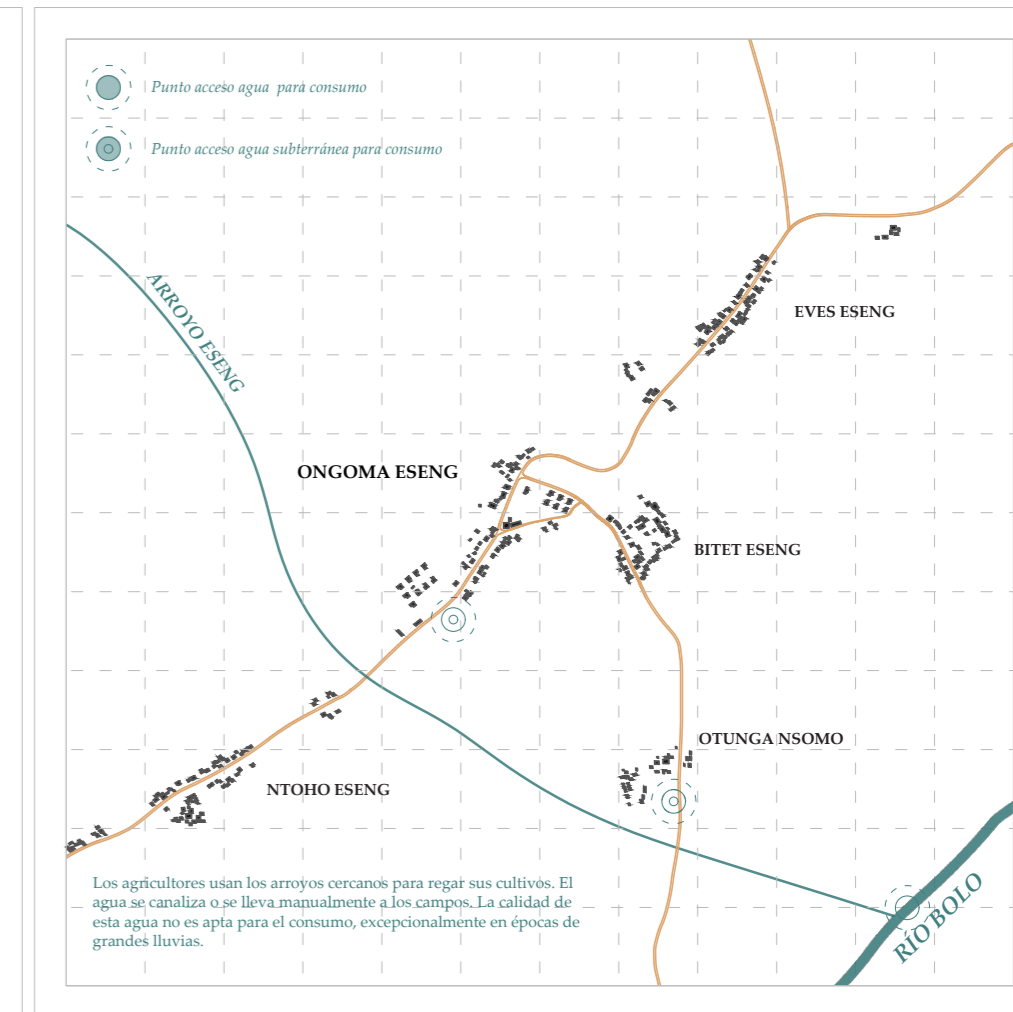 Punto acceso agua para consumo
Punto acceso agua subterránea para consumo
ARROYO ESENG
EVES ESENG
ONGOMA ESENG
BITET ESENG
OTUNGA NSOMO
NTOHO ESENG
Los agricultores usan los arroyos cercanos para regar sus cultivos. El
agua se canaliza o se lleva manualmente a los campos. La calidad de
esta agua no es apta para el consumo, excepcionalmente en épocas de
grandes lluvias.
RÍO BOLO